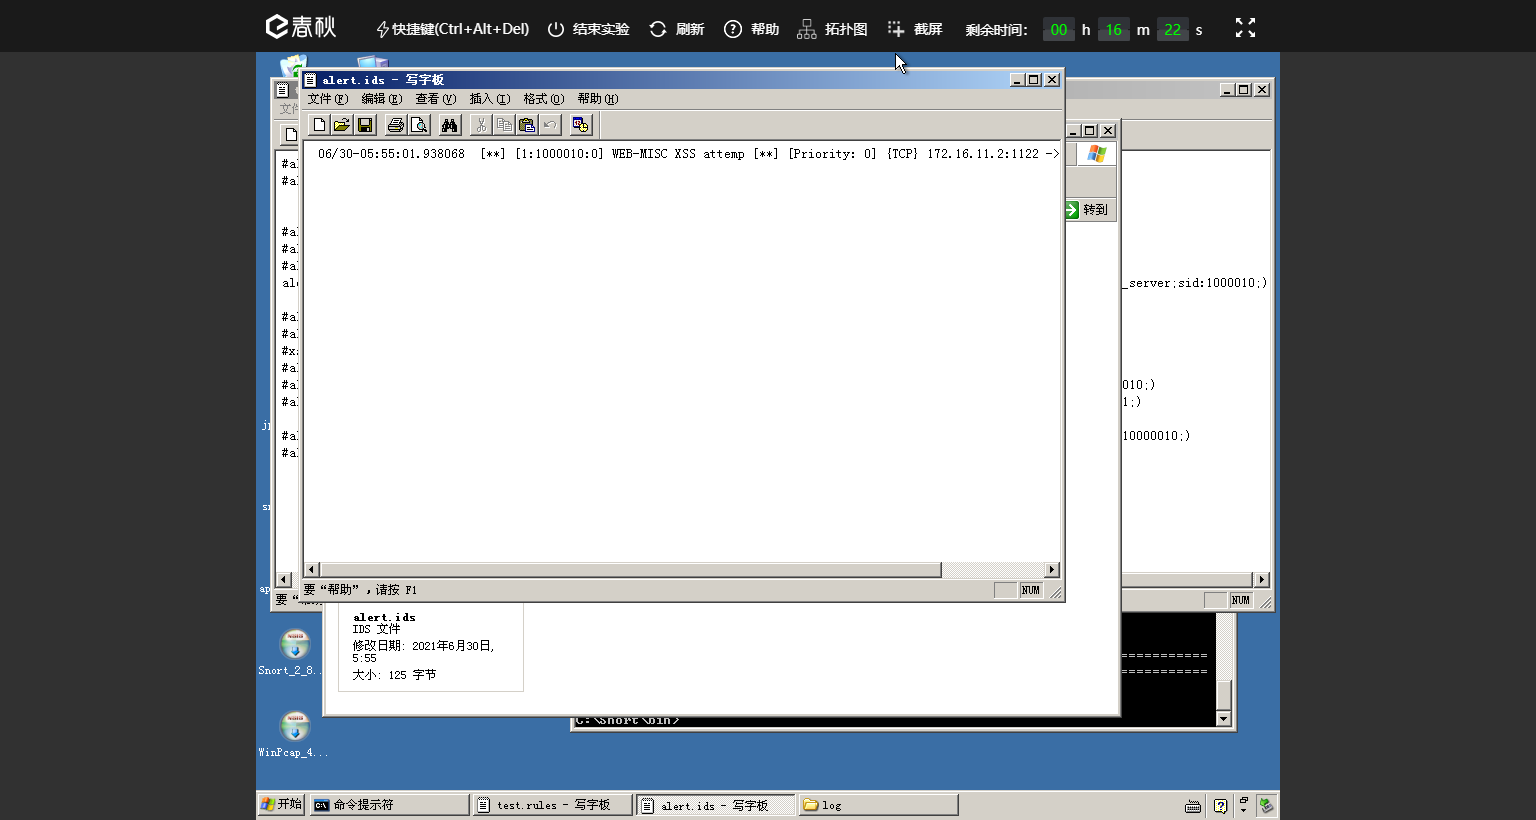 春秋 快捷键(Ctrl+Alt+Del) 结束实验 刷新 帮助 拓扑图 截屏 剩余时间: 00 h 16 m 22 s
alert.ids - 写字板
文件(F) 编辑(E) 查看(V) 插入(I) 格式(O) 帮助(H)
06/30-05:55:01.938068 [**] [1:1000010:0] WEB-MISC XSS attemp [**] [Priority: 0] {TCP} 172.16.11.2:1122 ->
#a
#a
转到
#a
#a
#a
_server;sid:1000010;)
#a
#a
#x
#a
#a
010;)
#a
1;)
#a
10000010;)
#a
要“帮助”，请按 F1
NUM
NUM
alert.ids
IDS 文件
修改日期: 2021年6月30日,
5:55
大小: 125 字节
===========
===========
C:\Snort\bin>
Snort_2_8...
WinPcap_4...
开始 命令提示符 test.rules - 写字板 alert.ids - 写字板 log